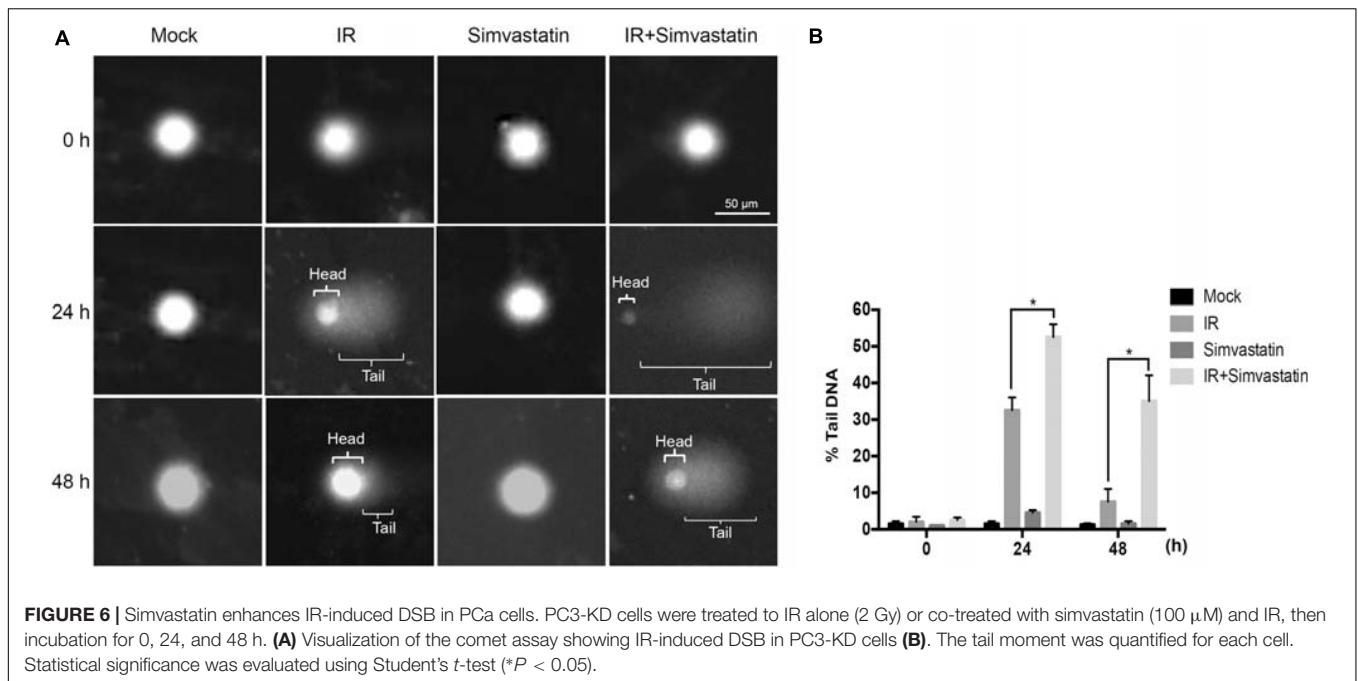 A
Mock IR Simvastatin IR+Simvastatin
0 h
50 µm
24 h
Head
Tail
Head
Tail
48 h
Head
Tail
Head
Tail
B
Mock
IR
Simvastatin
IR+Simvastatin
% Tail DNA
60
50
40
30
20
10
0
*
*
0 24 48 (h)
FIGURE 6 | Simvastatin enhances IR-induced DSB in PCa cells. PC3-KD cells were treated to IR alone (2 Gy) or co-treated with simvastatin (100 µM) and IR, then
incubation for 0, 24, and 48 h. (A) Visualization of the comet assay showing IR-induced DSB in PC3-KD cells (B). The tail moment was quantified for each cell.
Statistical significance was evaluated using Student's t-test (*P < 0.05).